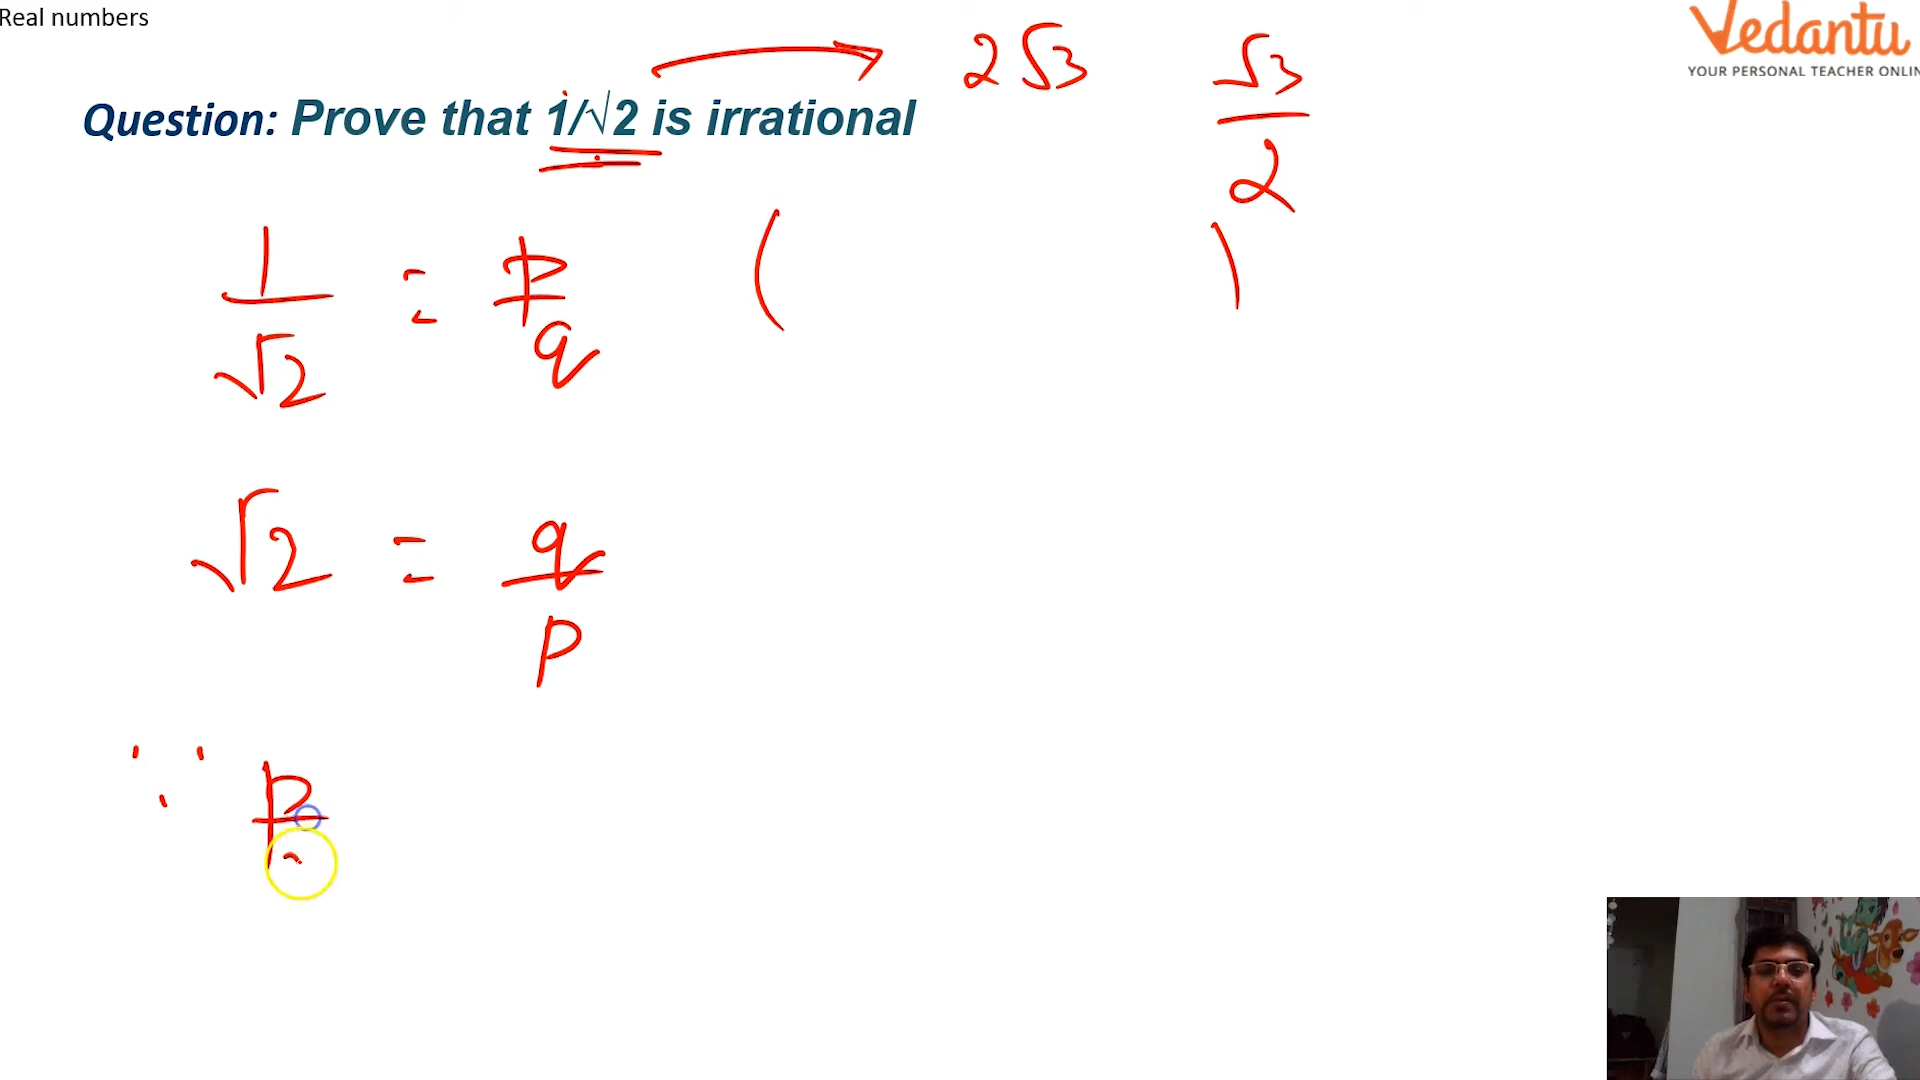 Real numbers
Vedantu
YOUR PERSONAL TEACHER ONLIN
2√3 √3/2
Question: Prove that 1/√2 is irrational
1/√2 = p/q ( )
√2 = q/p
∵ p